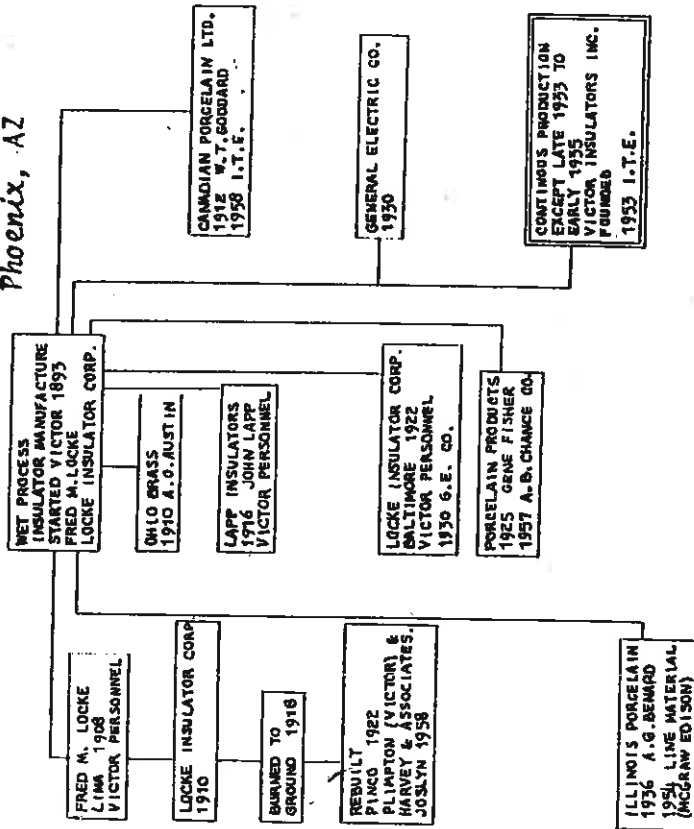 Phoenix, AZ
WET PROCESS
INSULATOR MANUFACTURE
STARTED VICTOR 1893
FRED M. LOCKE
LOCKE INSULATOR CORP.
FRED M. LOCKE
LIMA 1908
VICTOR PERSONNEL
LOCKE INSULATOR CORP
1910
BURNED TO
GROUND 1918
REBUILT
PINCO 1922
PLIMPTON (VICTOR) &
HARVEY & ASSOCIATES.
JOSLYN 1958
ILLINOIS PORCELAIN
1936 A.G. BENARD
1954 LINE MATERIAL
(MCGRAW EDISON)
OHIO BRASS
1910 A.O. AUSTIN
LAPP INSULATORS
1916 JOHN LAPP
VICTOR PERSONNEL
LOCKE INSULATOR CORP.
BALTIMORE 1922
VICTOR PERSONNEL
1930 G.E. CO.
PORCELAIN PRODUCTS
1925 GENE FISHER
1957 A.B. CHANCE CO.
CANADIAN PORCELAIN LTD.
1912 W.T. GODDARD
1958 I.T.E.
GENERAL ELECTRIC CO.
1930
CONTINOUS PRODUCTION
EXCEPT LATE 1933 TO
EARLY 1935
VICTOR INSULATORS INC.
FOUNDED
1953 I.T.E.